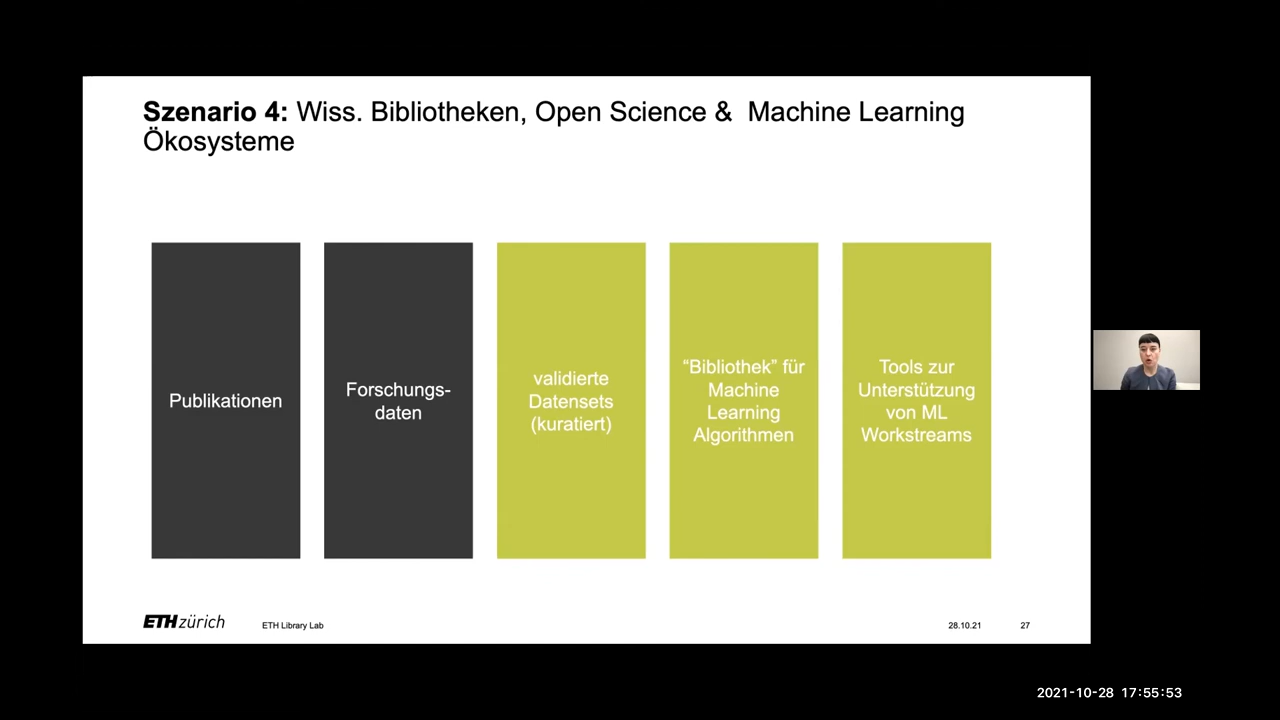 Szenario 4: Wiss. Bibliotheken, Open Science & Machine Learning
Ökosysteme
Publikationen
Forschungs-
daten
validierte
Datensets
(kuratiert)
“Bibliothek” für
Machine
Learning
Algorithmen
Tools zur
Unterstützung
von ML
Workstreams
ETH zürich
ETH Library Lab
28.10.21
27
2021-10-28 17:55:53